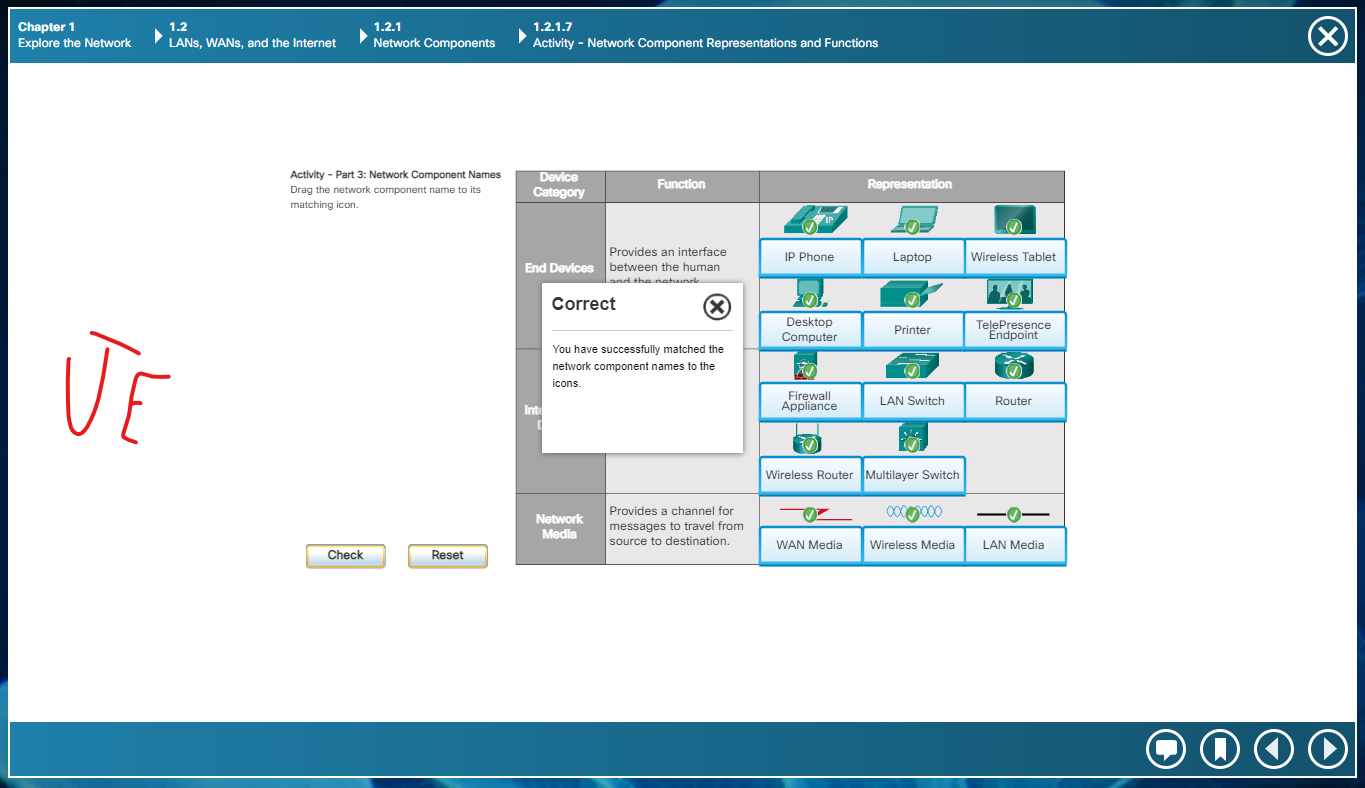 Chapter 1
Explore the Network
1.2
LANs, WANs, and the Internet
1.2.1
Network Components
1.2.1.7
Activity - Network Component Representations and Functions
Activity - Part 3: Network Component Names
Drag the network component name to its
matching icon.
Device
Category
Function
Representation
End Devices
Provides an interface
between the human
and the network.
IP
IP Phone
Laptop
Wireless Tablet
Desktop
Computer
Printer
TelePresence
Endpoint
Correct
You have successfully matched the
network component names to the
icons.
Firewall
Appliance
LAN Switch
Router
Wireless Router
Multilayer Switch
Network
Media
Provides a channel for
messages to travel from
source to destination.
WAN Media
Wireless Media
LAN Media
Check
Reset